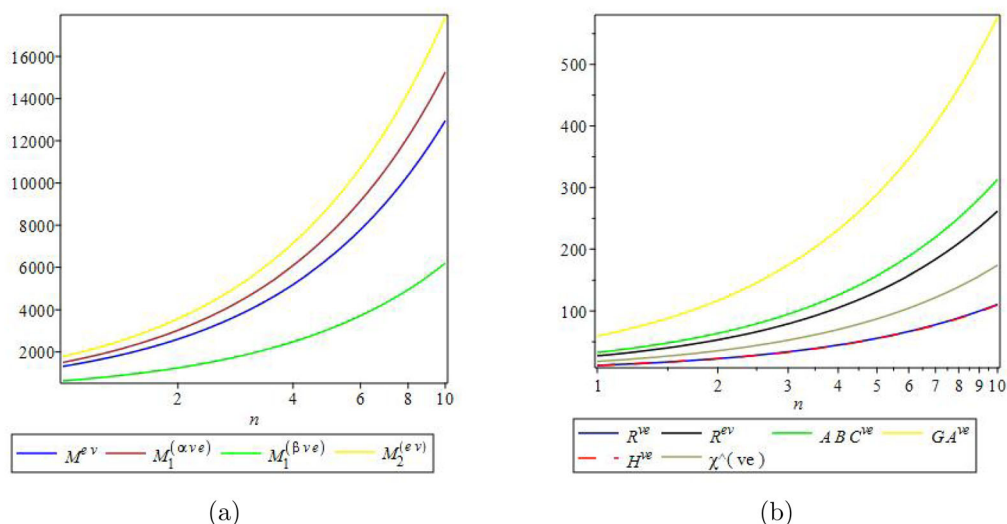 16000
14000
12000
10000
8000
6000
4000
2000
2 4 6 8 10
n
M^{ev} M_1^{(αve)} M_1^{(βve)} M_2^{(ev)}
(a)
500
400
300
200
100
1 2 3 4 5 6 7 8 9 10
n
R^{ve} R^{ev} ABC^{ve} GA^{ve}
H^{ve} χ^(ve)
(b)